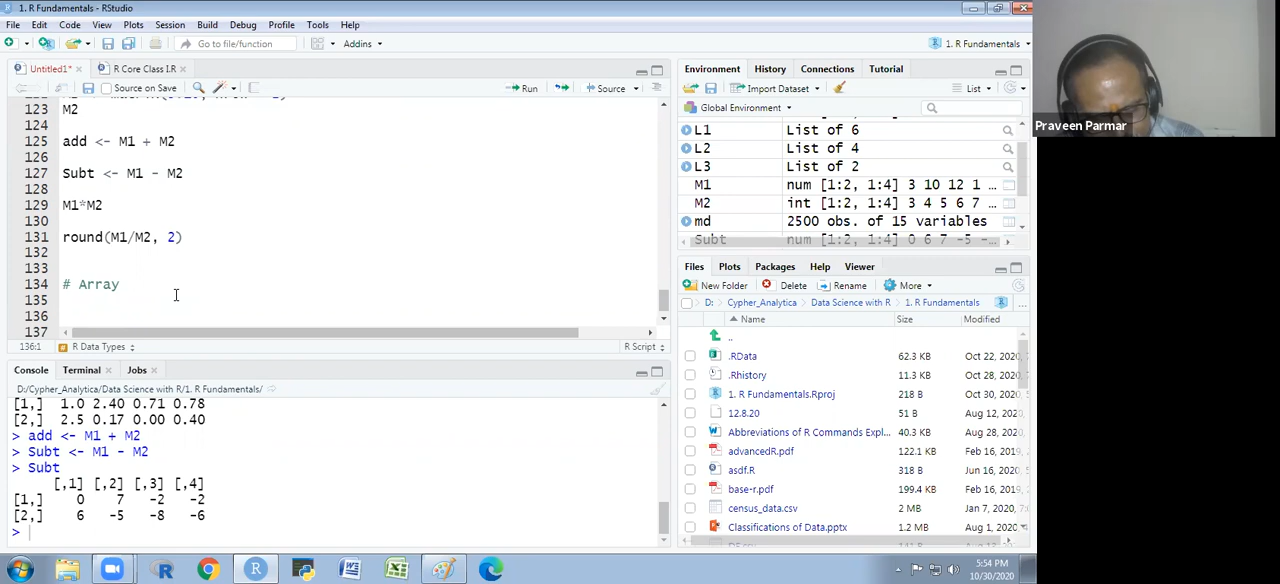 1. R Fundamentals - RStudio
File Edit Code View Plots Session Build Debug Profile Tools Help
Go to file/function
Addins
1. R Fundamentals
Untitled1*
R Core Class I.R
Source on Save
Run
Source
123 M2
124
125 add <- M1 + M2
126
127 Subt <- M1 - M2
128
129 M1*M2
130
131 round(M1/M2, 2)
132
133
134 # Array
135
136
137
136:1
R Data Types
R Script
Console Terminal Jobs
D:/Cypher_Analytica/Data Science with R/1. R Fundamentals/
[1,] 1.0 2.40 0.71 0.78
[2,] 2.5 0.17 0.00 0.40
> add <- M1 + M2
> Subt <- M1 - M2
> Subt
[,1] [,2] [,3] [,4]
[1,] 0 7 -2 -2
[2,] 6 -5 -8 -6
>
Environment History Connections Tutorial
Import Dataset
List
Global Environment
L1 List of 6
L2 List of 4
L3 List of 2
M1 num [1:2, 1:4] 3 10 12 1 ...
M2 int [1:2, 1:4] 3 4 5 6 7 ...
md 2500 obs. of 15 variables
Subt num [1:2, 1:4] 0 6 7 -5 -
Files Plots Packages Help Viewer
New Folder Delete Rename More
D: Cypher_Analytica Data Science with R 1. R Fundamentals
...
Name Size Modified
..
.RData 62.3 KB Oct 22, 2020,
.Rhistory 11.3 KB Oct 28, 2020,
1. R Fundamentals.Rproj 218 B Oct 30, 2020,
12.8.20 51 B Aug 12, 2020,
Abbreviations of R Commands Expl... 40.3 KB Aug 28, 2020,
advancedR.pdf 122.1 KB Feb 16, 2019,
asdf.R 318 B Jun 16, 2020,
base-r.pdf 199.4 KB Feb 16, 2019,
census_data.csv 2 MB Jan 7, 2020, 7:
Classifications of Data.pptx 1.2 MB Aug 1, 2020,
Praveen Parmar
5:54 PM
10/30/2020